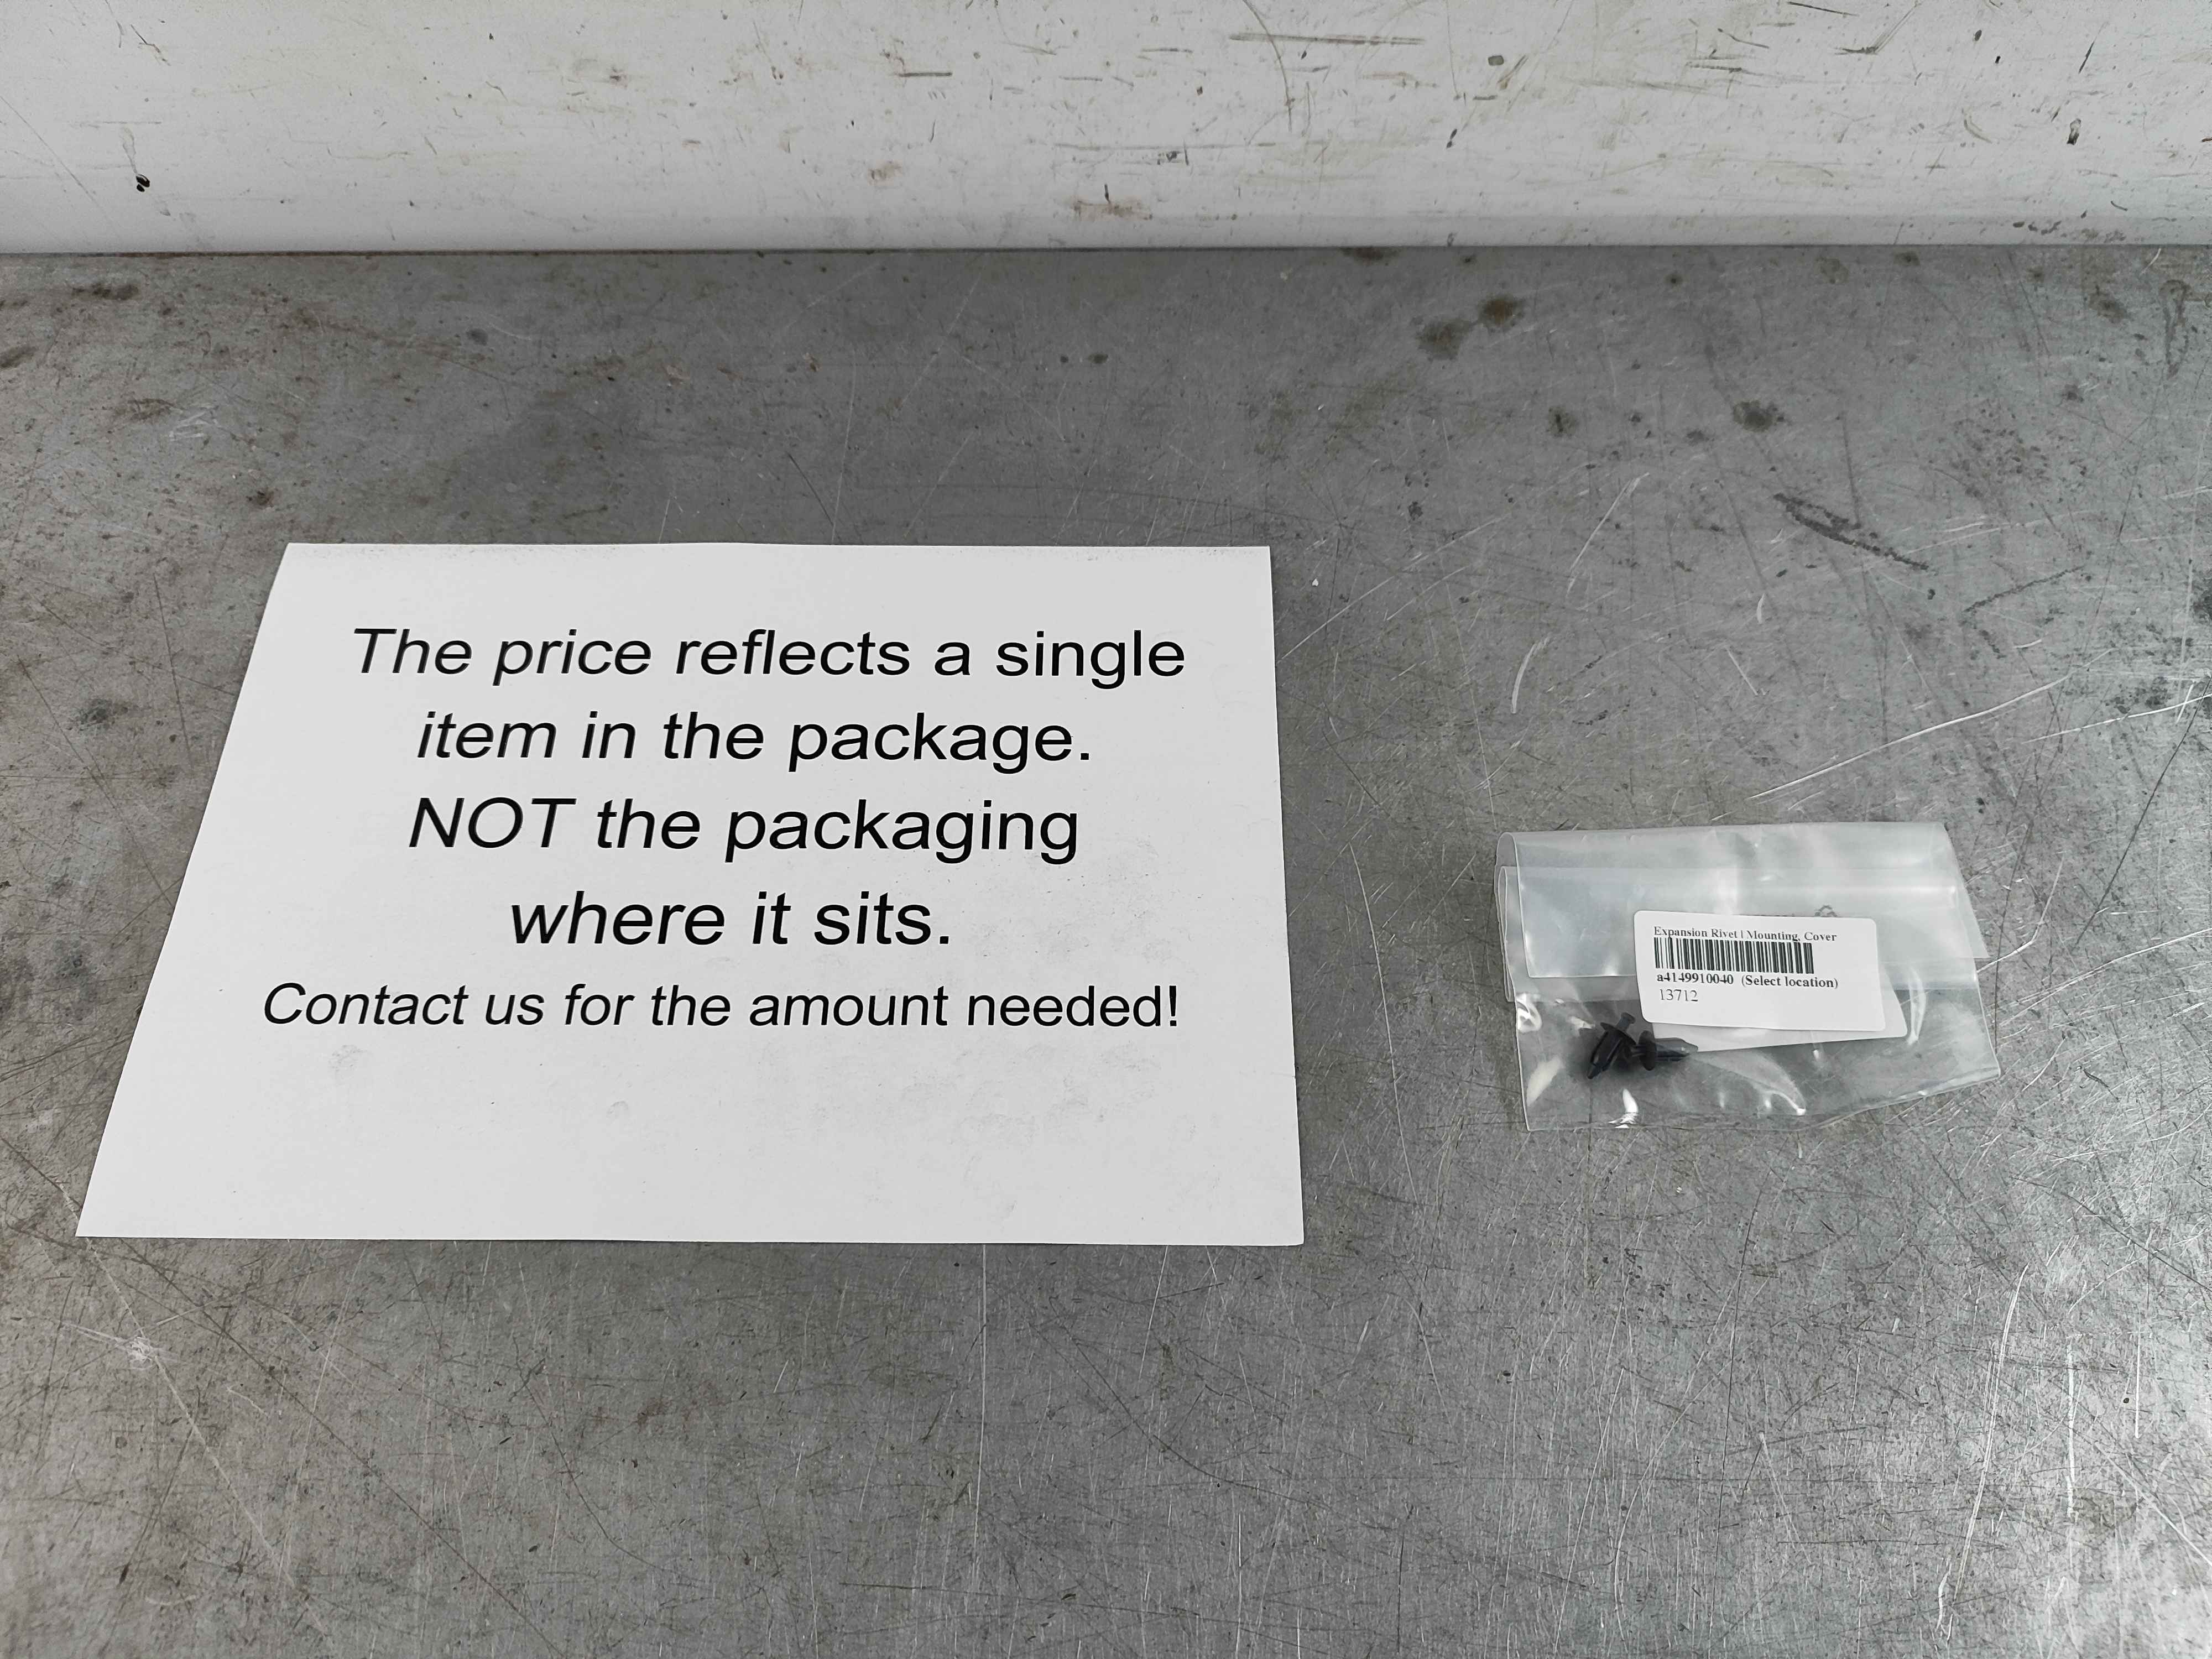 The price reflects a single
item in the package.
NOT the packaging
where it sits.
Contact us for the amount needed!
Expansion Rivet | Mounting, Cover
a4149910040 (Select location)
13712